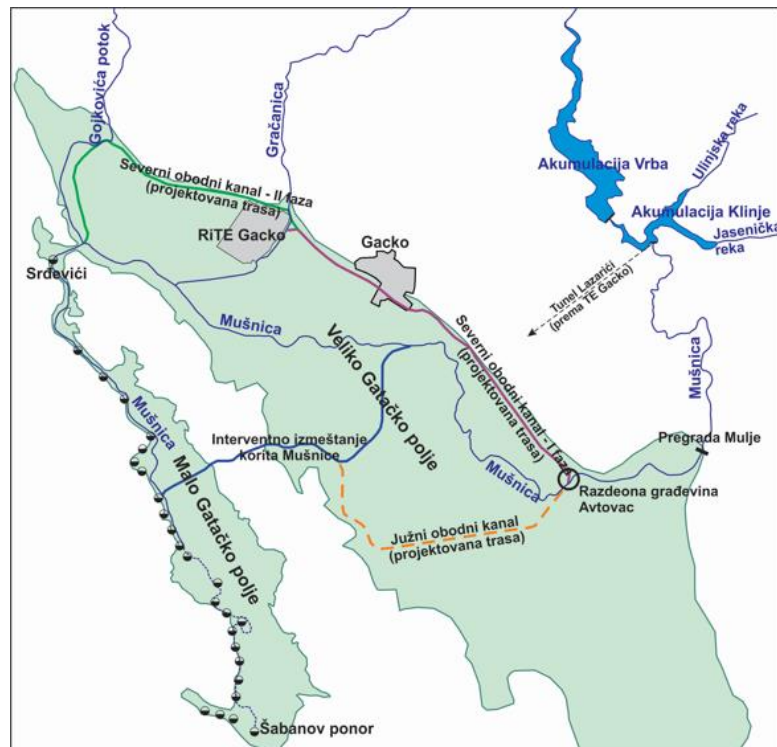 Gojkovića potok
Gračanica
Severni obodni kanal - II faza
(projektovana trasa)
RiTE Gacko
Gacko
Akumulacija Vrba
Ulinjska reka
Akumulacija Klinje
Jasenička
reka
Tunel Lazarići
(prema TE Gacko)
Srđevići
Mušnica
Veliko Gatačko polje
Severni obodni kanal - I faza
(projektovana trasa)
Mušnica
Pregrada Mulje
Mušnica
Malo Gatačko polje
Interventno izmeštanje
korita Mušnice
Mušnica
Razdeona građevina
Avtovac
Južni obodni kanal
(projektovana trasa)
Šabanov ponor